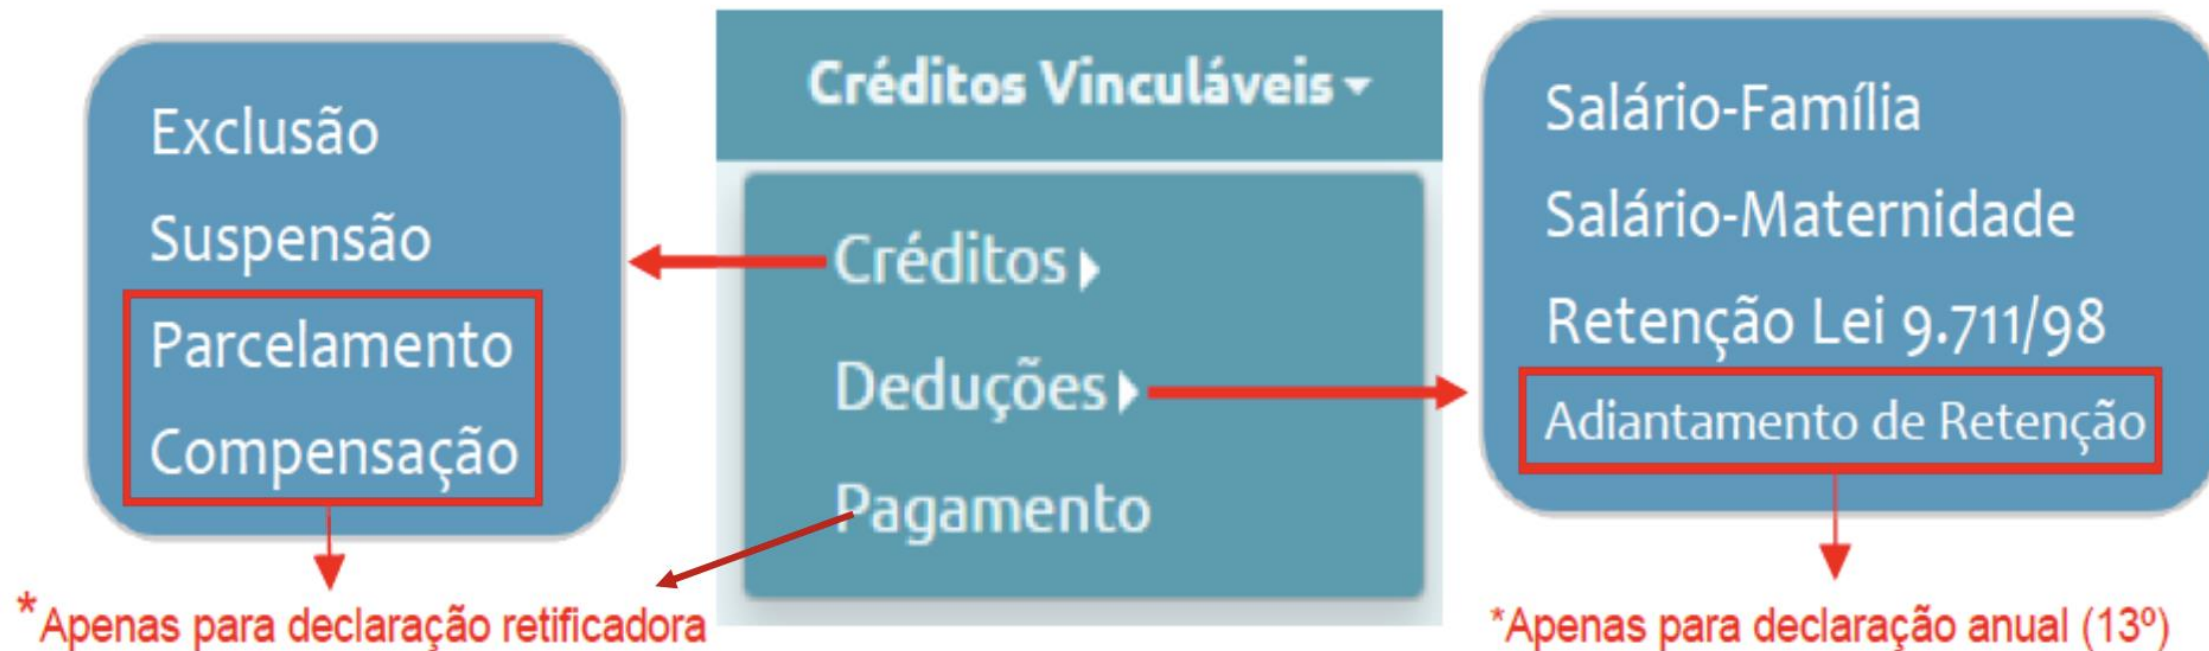 Exclusão
Suspensão
Parcelamento
Compensação
*Apenas para declaração retificadora
Créditos Vinculáveis
Créditos
Deduções
Pagamento
Salário-Família
Salário-Maternidade
Retenção Lei 9.711/98
Adiantamento de Retenção
*Apenas para declaração anual (13º)